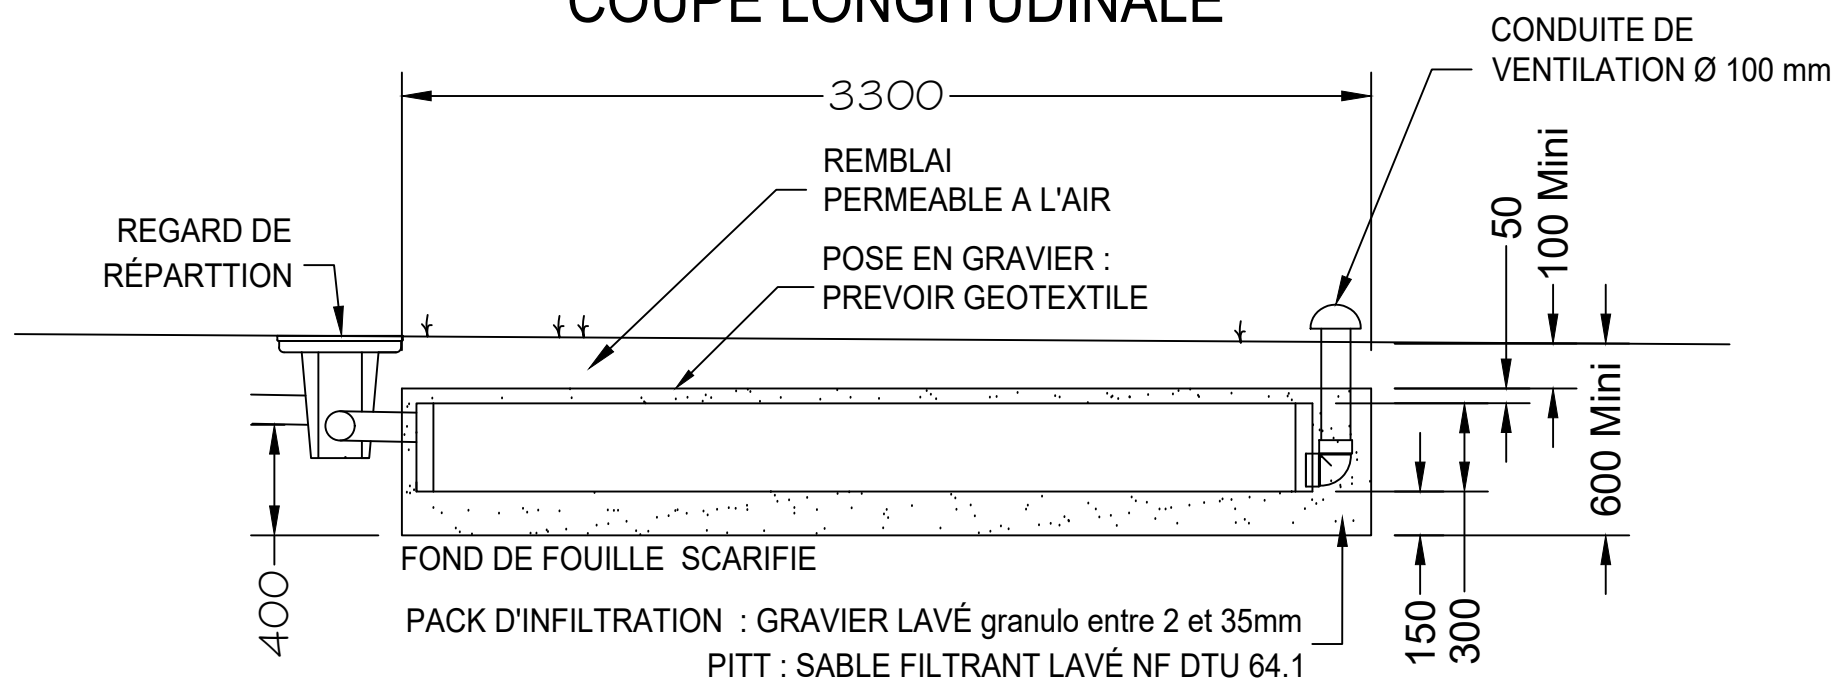 COUPE LONGITUDINALE
CONDUITE DE
VENTILATION Ø 100 mm
3300
REMBLAI
PERMEABLE A L'AIR
REGARD DE
RÉPARTTION
POSE EN GRAVIER :
PREVOIR GEOTEXTILE
50
100 Mini
600 Mini
FOND DE FOUILLE SCARIFIE
400
PACK D'INFILTRATION : GRAVIER LAVÉ granulo entre 2 et 35mm
PITT : SABLE FILTRANT LAVÉ NF DTU 64.1
150
300